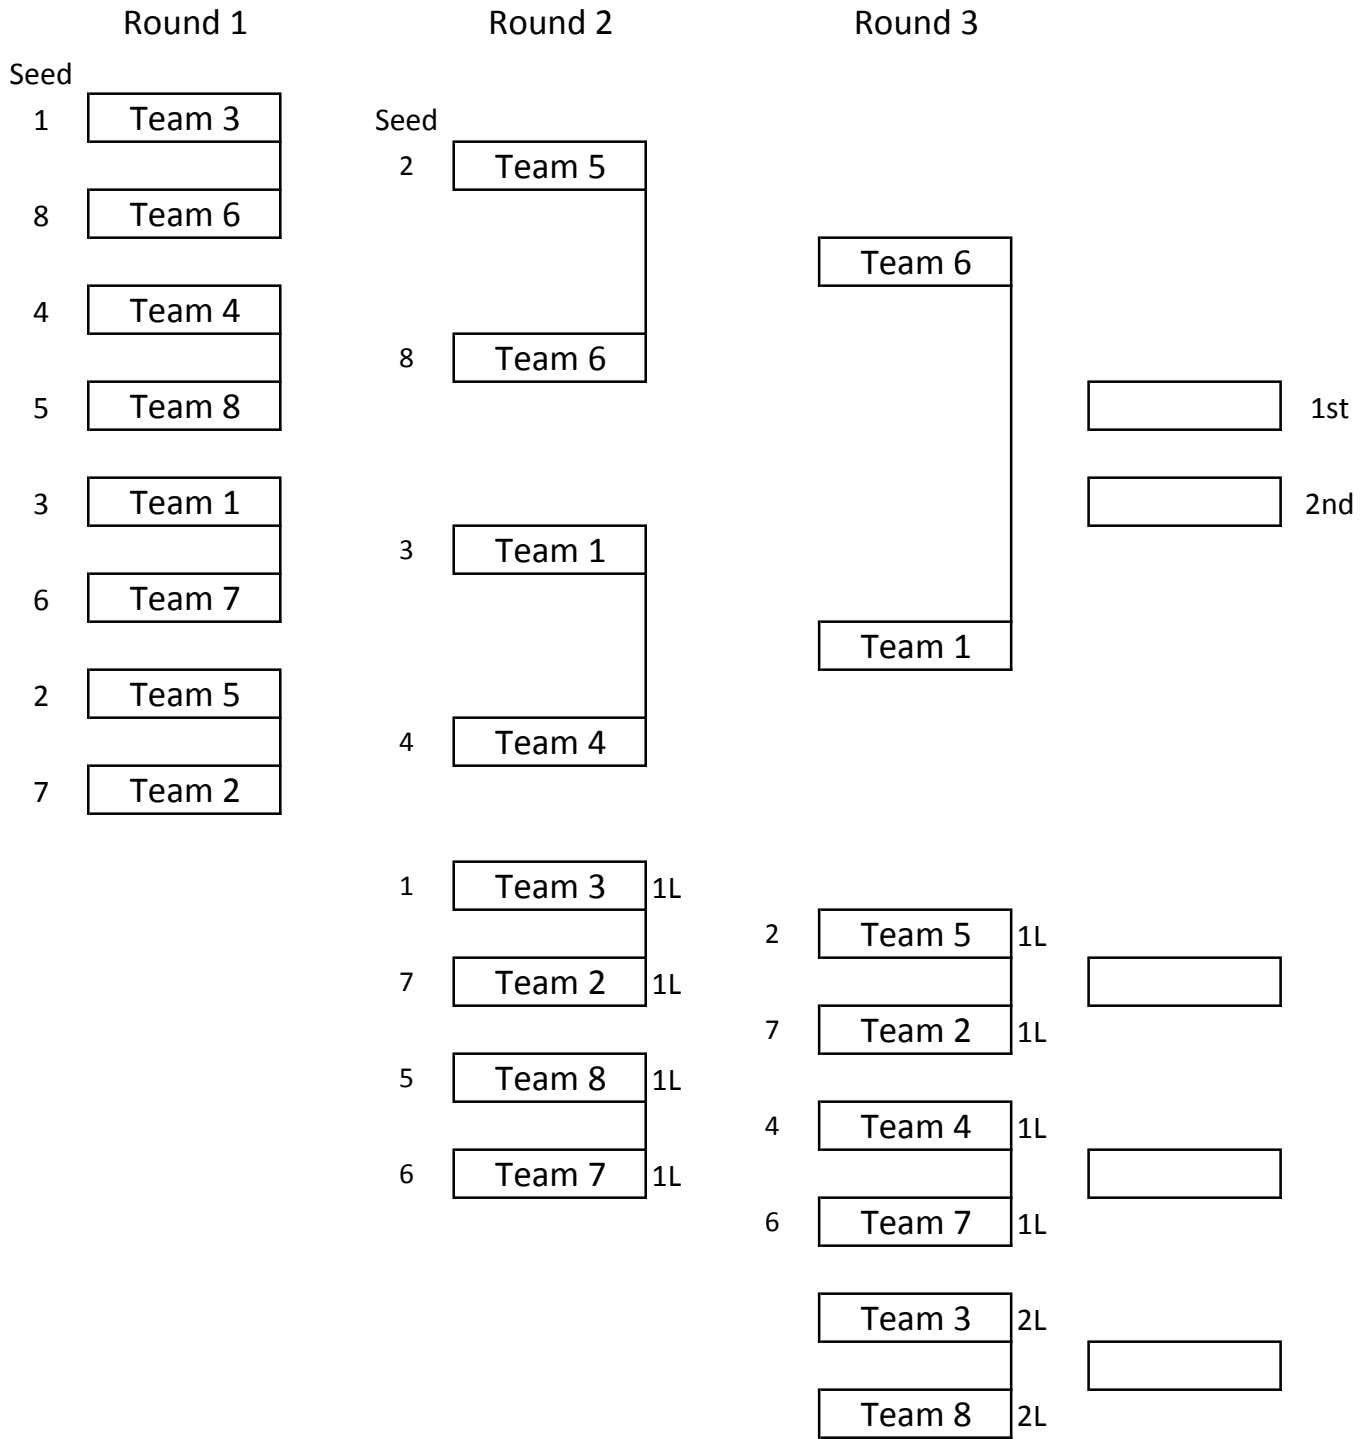 Round 1 Round 2 Round 3
Seed
1 Team 3 Seed
2 Team 5
8 Team 6
Team 6
4 Team 4
8 Team 6
5 Team 8 1st
3 Team 1 2nd
3 Team 1
6 Team 7
Team 1
2 Team 5
4 Team 4
7 Team 2
1 Team 3 1L
2 Team 5 1L
7 Team 2 1L
7 Team 2 1L
5 Team 8 1L
4 Team 4 1L
6 Team 7 1L
6 Team 7 1L
Team 3 2L
Team 8 2L